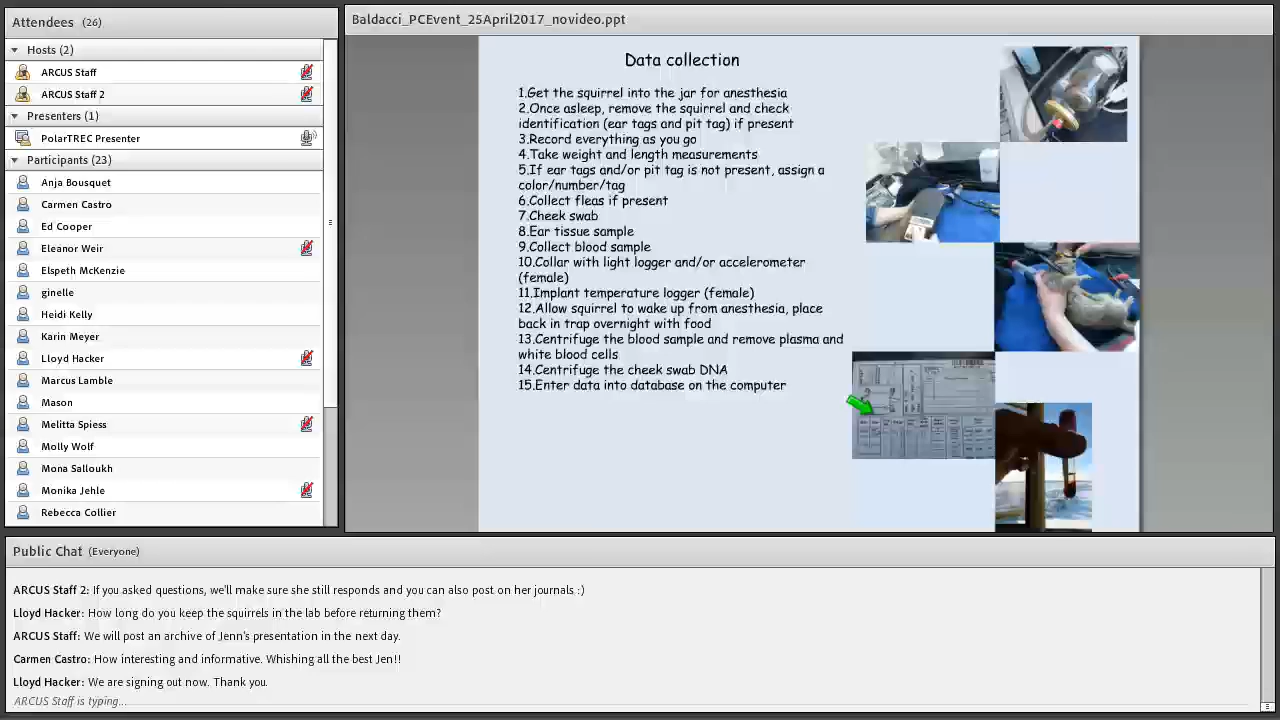 Attendees (26)
Hosts (2)
ARCUS Staff
ARCUS Staff 2
Presenters (1)
PolarTREC Presenter
Participants (23)
Anja Bousquet
Carmen Castro
Ed Cooper
Eleanor Weir
Elspeth McKenzie
ginelle
Heidi Kelly
Karin Meyer
Lloyd Hacker
Marcus Lamble
Mason
Melitta Spiess
Molly Wolf
Mona Salloukh
Monika Jehle
Rebecca Collier
Baldacci_PCEvent_25April2017_novideo.ppt
Data collection
1.Get the squirrel into the jar for anesthesia
2.Once asleep, remove the squirrel and check
identification (ear tags and pit tag) if present
3.Record everything as you go
4.Take weight and length measurements
5.If ear tags and/or pit tag is not present, assign a
color/number/tag
6.Collect fleas if present
7.Cheek swab
8.Ear tissue sample
9.Collect blood sample
10.Collar with light logger and/or accelerometer
(female)
11.Implant temperature logger (female)
12.Allow squirrel to wake up from anesthesia, place
back in trap overnight with food
13.Centrifuge the blood sample and remove plasma and
white blood cells
14.Centrifuge the cheek swab DNA
15.Enter data into database on the computer
Public Chat (Everyone)
ARCUS Staff 2: If you asked questions, we'll make sure she still responds and you can also post on her journals :)
Lloyd Hacker: How long do you keep the squirrels in the lab before returning them?
ARCUS Staff: We will post an archive of Jenn's presentation in the next day.
Carmen Castro: How interesting and informative. Whishing all the best Jen!!
Lloyd Hacker: We are signing out now. Thank you.
ARCUS Staff is typing...